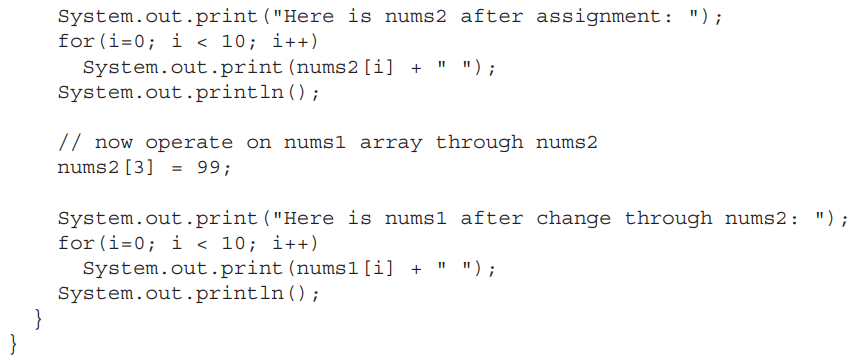 System.out.print("Here is nums2 after assignment: ");
for(i=0; i < 10; i++)
System.out.print(nums2[i] + " ");
System.out.println();
// now operate on nums1 array through nums2
nums2[3] = 99;
System.out.print("Here is nums1 after change through nums2: ");
for(i=0; i < 10; i++)
System.out.print(nums1[i] + " ");
System.out.println();
}
}